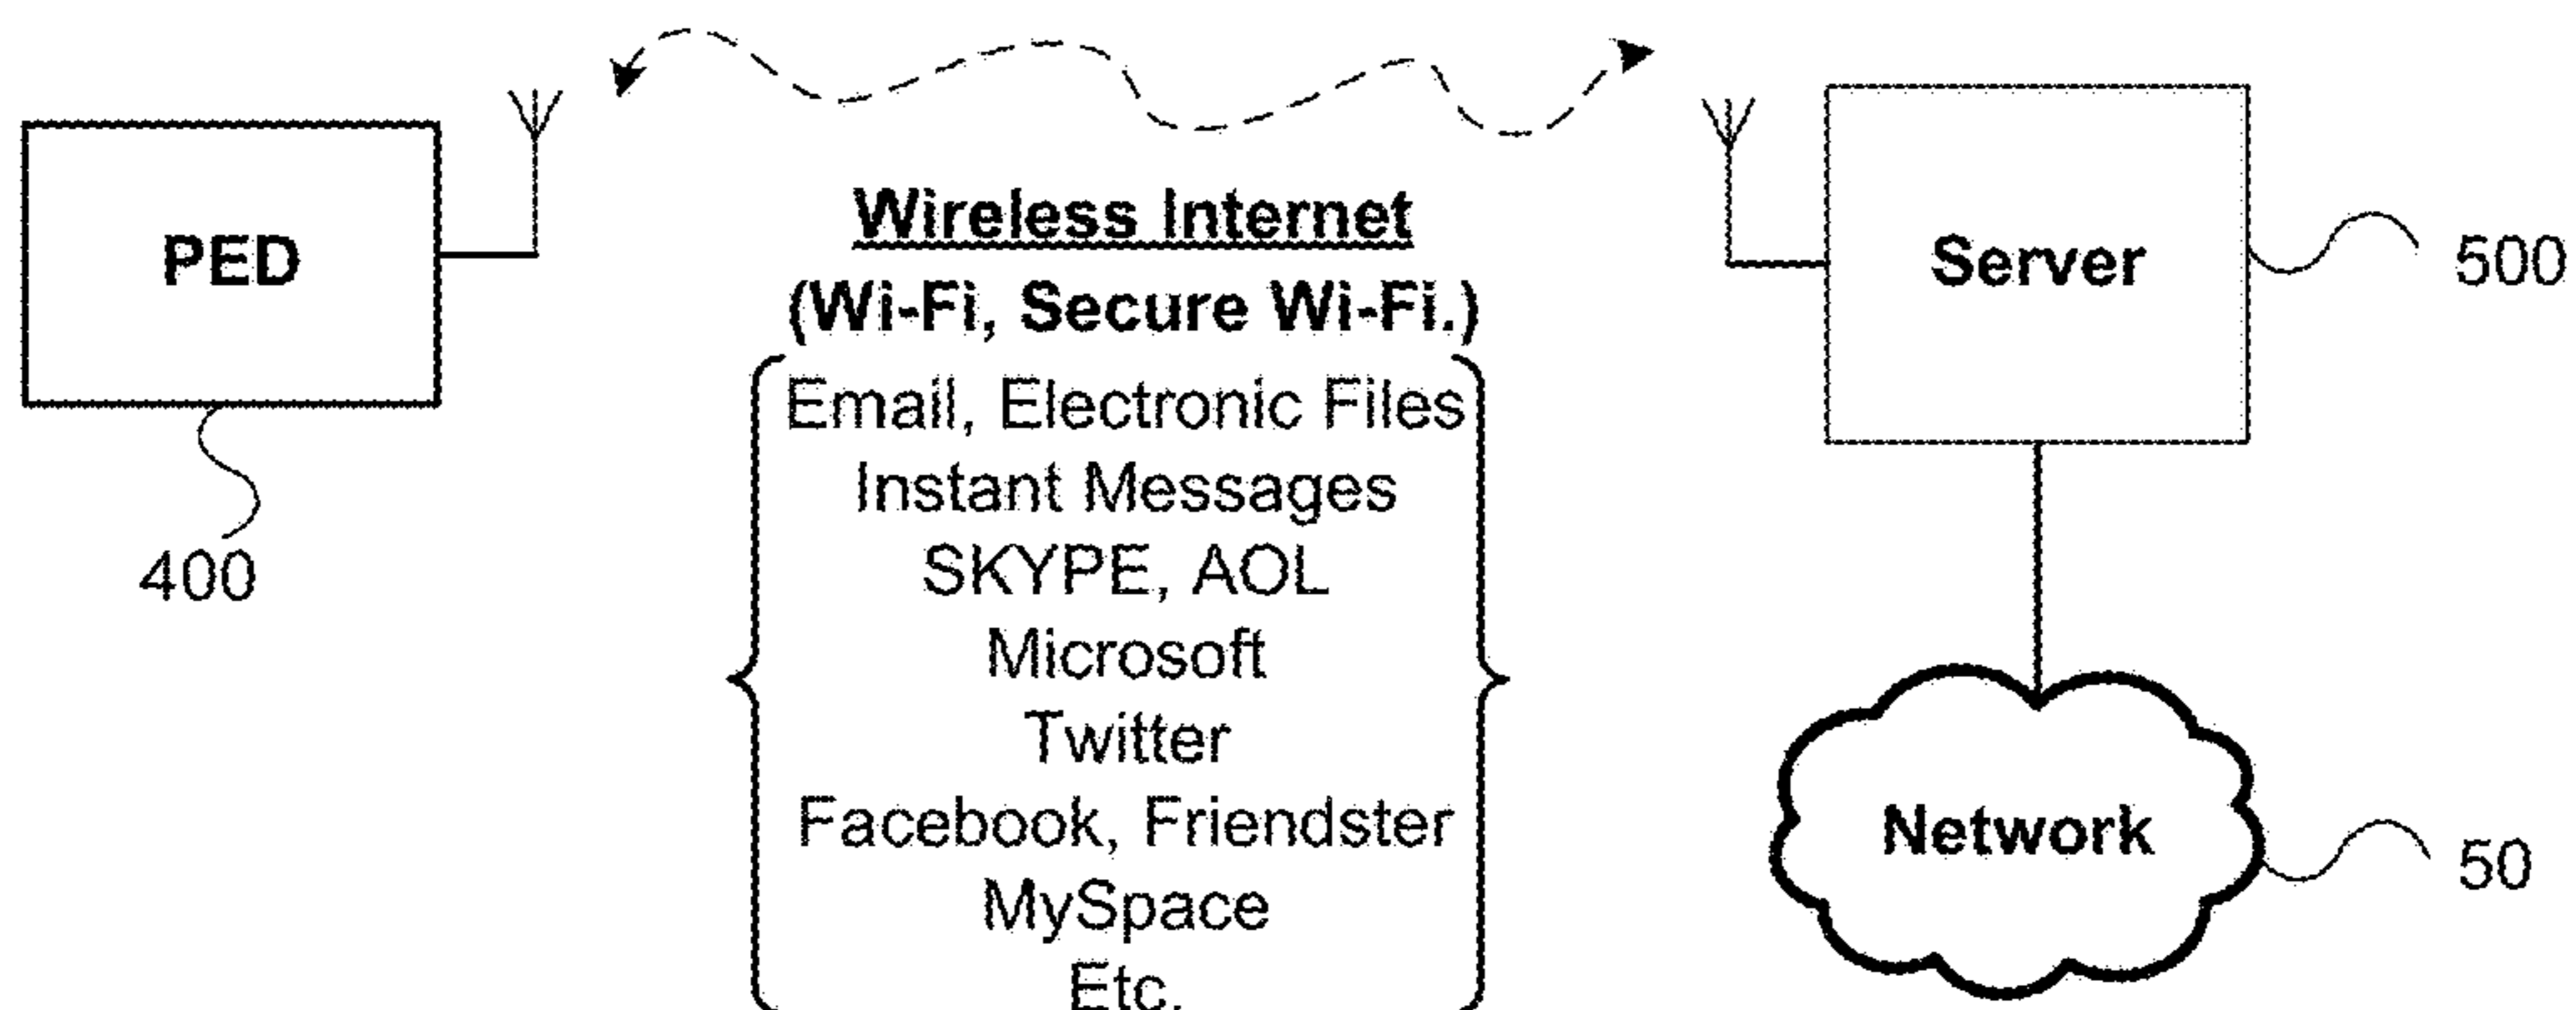 PED
400
Wireless Internet
(Wi-Fi, Secure Wi-Fi.)
Email, Electronic Files
Instant Messages
SKYPE, AOL
Microsoft
Twitter
Facebook, Friendster
MySpace
Etc.
Server
500
Network
50